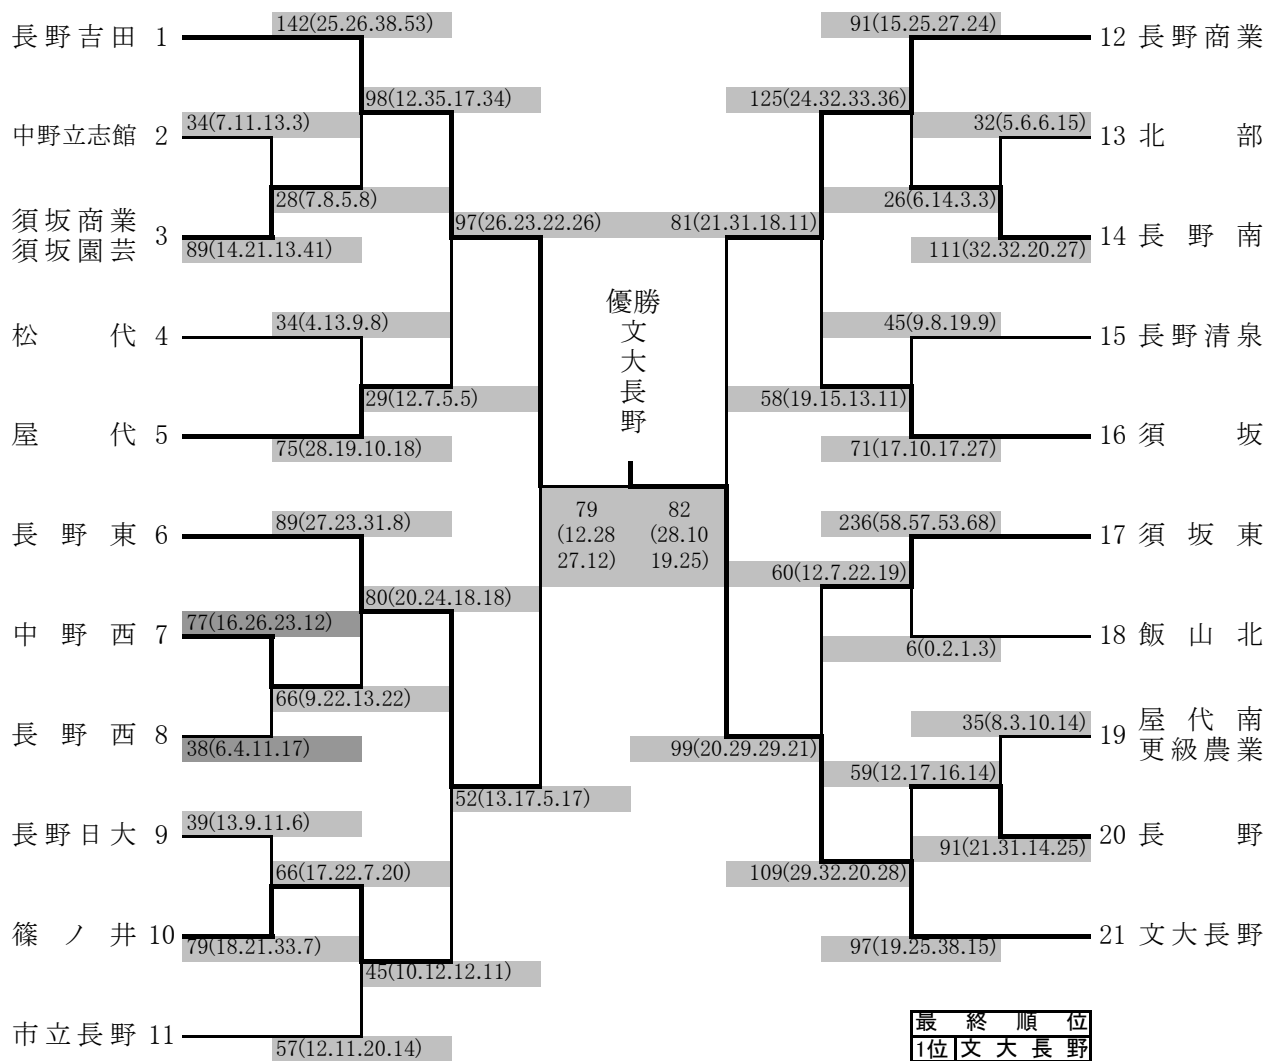 長野吉田 1
142(25.26.38.53)
98(12.35.17.34)
34(7.11.13.3)
中野立志館 2
28(7.8.5.8)
須坂商業
須坂園芸 3
89(14.21.13.41)
97(26.23.22.26)
34(4.13.9.8)
松代 4
29(12.7.5.5)
屋代 5
75(28.19.10.18)
89(27.23.31.8)
長野東 6
80(20.24.18.18)
77(16.26.23.12)
中野西 7
66(9.22.13.22)
長野西 8
38(6.4.11.17)
52(13.17.5.17)
39(13.9.11.6)
長野日大 9
66(17.22.7.20)
篠ノ井 10
79(18.21.33.7)
45(10.12.12.11)
市立長野 11
57(12.11.20.14)
優勝
文
大
長
野
79
(12.28
27.12)
82
(28.10
19.25)
91(15.25.27.24)
12 長野商業
125(24.32.33.36)
32(5.6.6.15)
13 北部
26(6.14.3.3)
81(21.31.18.11)
14 長野南
111(32.32.20.27)
45(9.8.19.9)
15 長野清泉
58(19.15.13.11)
16 須坂
71(17.10.17.27)
236(58.57.53.68)
17 須坂東
60(12.7.22.19)
18 飯山北
6(0.2.1.3)
35(8.3.10.14)
19 屋代南
更級農業
99(20.29.29.21)
59(12.17.16.14)
20 長野
91(21.31.14.25)
109(29.32.20.28)
21 文大長野
97(19.25.38.15)
最終順位
1位 文大長野